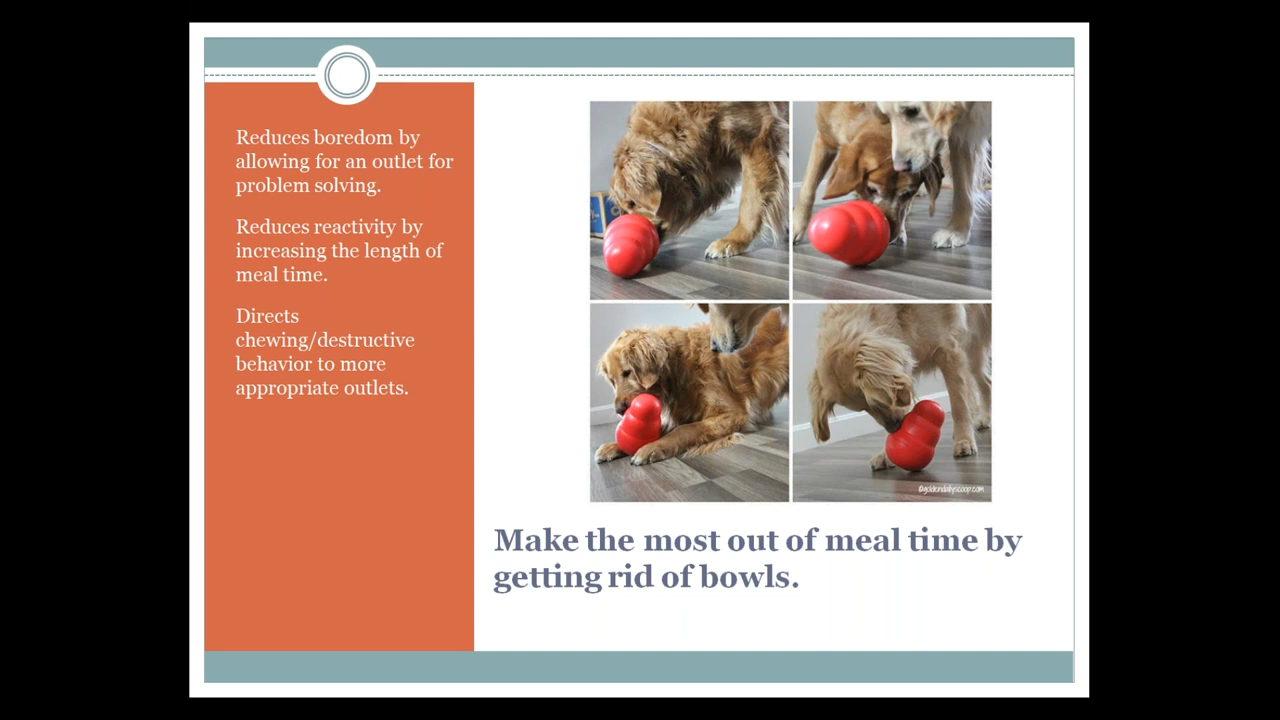 Reduces boredom by
allowing for an outlet for
problem solving.
Reduces reactivity by
increasing the length of
meal time.
Directs
chewing/destructive
behavior to more
appropriate outlets.
©goldendailyscoop.com
Make the most out of meal time by
getting rid of bowls.